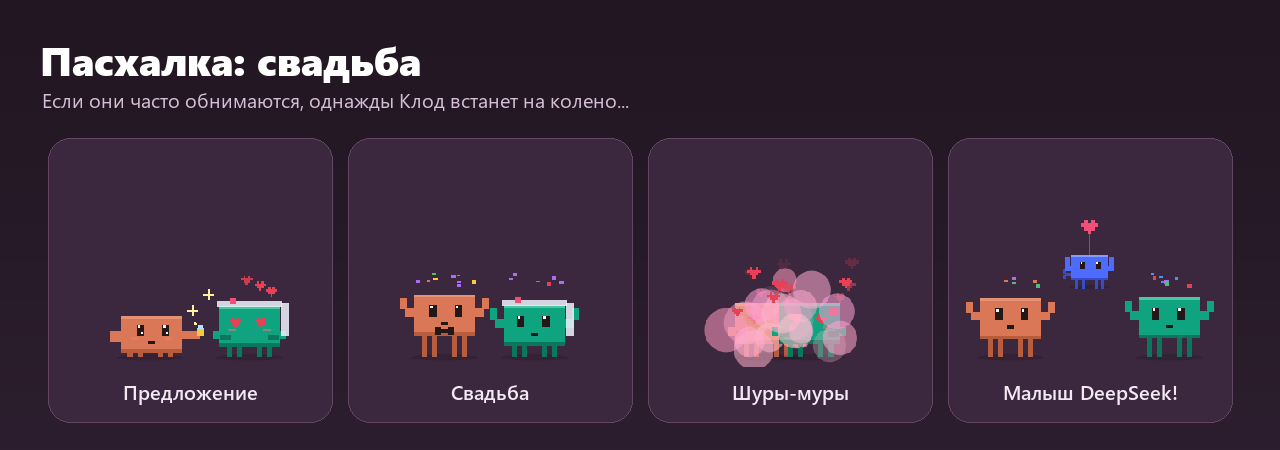 Пасхалка: свадьба
Если они часто обнимаются, однажды Клод встанет на колено...
Предложение
Свадьба
Шуры-муры
Малыш DeepSeek!